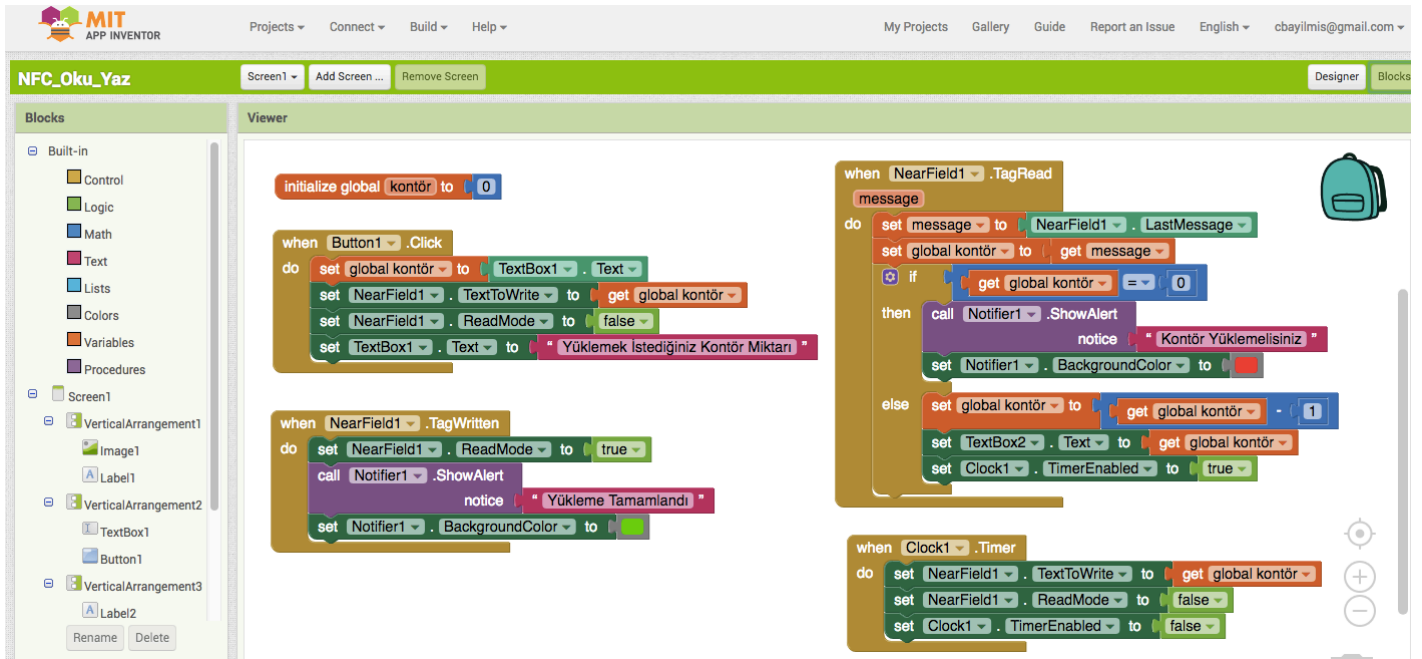 MIT
APP INVENTOR
Projects Connect Build Help
My Projects Gallery Guide Report an Issue English cbayilmis@gmail.com
NFC_Oku_Yaz
Screen1 Add Screen ... Remove Screen
Designer Blocks
Blocks
Built-in
Control
Logic
Math
Text
Lists
Colors
Variables
Procedures
Screen1
VerticalArrangement1
Image1
Label1
VerticalArrangement2
TextBox1
Button1
VerticalArrangement3
Label2
Rename Delete
Viewer
initialize global kontör to 0
when Button1 .Click
do set global kontör to TextBox1 . Text
set NearField1 . TextToWrite to get global kontör
set NearField1 . ReadMode to false
set TextBox1 . Text to " Yüklemek İstediğiniz Kontör Miktarı "
when NearField1 .TagWritten
do set NearField1 . ReadMode to true
call Notifier1 .ShowAlert
notice " Yükleme Tamamlandı "
set Notifier1 . BackgroundColor to
when NearField1 .TagRead
message
do set message to NearField1 . LastMessage
set global kontör to get message
if get global kontör = 0
then call Notifier1 .ShowAlert
notice " Kontör Yüklemelisiniz "
set Notifier1 . BackgroundColor to
else set global kontör to get global kontör - 1
set TextBox2 . Text to get global kontör
set Clock1 . TimerEnabled to true
when Clock1 .Timer
do set NearField1 . TextToWrite to get global kontör
set NearField1 . ReadMode to false
set Clock1 . TimerEnabled to false